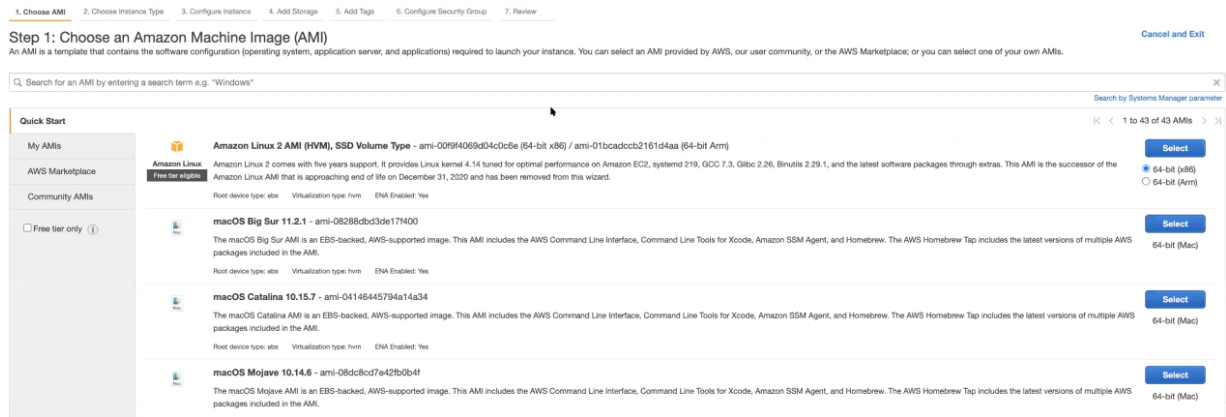 1. Choose AMI 2. Choose Instance Type 3. Configure Instance 4. Add Storage 5. Add Tags 6. Configure Security Group 7. Review
Step 1: Choose an Amazon Machine Image (AMI)
Cancel and Exit
An AMI is a template that contains the software configuration (operating system, application server, and applications) required to launch your instance. You can select an AMI provided by AWS, our user community, or the AWS Marketplace; or you can select one of your own AMIs.
Search for an AMI by entering a search term e.g. "Windows"
Search by Systems Manager parameter
Quick Start
1 to 43 of 43 AMIs
My AMIs
AWS Marketplace
Community AMIs
Free tier only
Amazon Linux
Free tier eligible
Amazon Linux 2 AMI (HVM), SSD Volume Type - ami-00f9f4069d04c0c6e (64-bit x86) / ami-01bcadccb2161d4aa (64-bit Arm)
Amazon Linux 2 comes with five years support. It provides Linux kernel 4.14 tuned for optimal performance on Amazon EC2, systemd 219, GCC 7.3, Glibc 2.26, Binutils 2.29.1, and the latest software packages through extras. This AMI is the successor of the
Amazon Linux AMI that is approaching end of life on December 31, 2020 and has been removed from this wizard.
Root device type: ebs Virtualization type: hvm ENA Enabled: Yes
Select
64-bit (x86)
64-bit (Arm)
Mac
macOS Big Sur 11.2.1 - ami-08288dbd3de17f400
The macOS Big Sur AMI is an EBS-backed, AWS-supported image. This AMI includes the AWS Command Line Interface, Command Line Tools for Xcode, Amazon SSM Agent, and Homebrew. The AWS Homebrew Tap includes the latest versions of multiple AWS
packages included in the AMI.
Root device type: ebs Virtualization type: hvm ENA Enabled: Yes
Select
64-bit (Mac)
Mac
macOS Catalina 10.15.7 - ami-04146445794a14a34
The macOS Catalina AMI is an EBS-backed, AWS-supported image. This AMI includes the AWS Command Line Interface, Command Line Tools for Xcode, Amazon SSM Agent, and Homebrew. The AWS Homebrew Tap includes the latest versions of multiple AWS
packages included in the AMI.
Root device type: ebs Virtualization type: hvm ENA Enabled: Yes
Select
64-bit (Mac)
Mac
macOS Mojave 10.14.6 - ami-08dc8cd7e42fb0b4f
The macOS Mojave AMI is an EBS-backed, AWS-supported image. This AMI includes the AWS Command Line Interface, Command Line Tools for Xcode, Amazon SSM Agent, and Homebrew. The AWS Homebrew Tap includes the latest versions of multiple AWS
packages included in the AMI.
Select
64-bit (Mac)